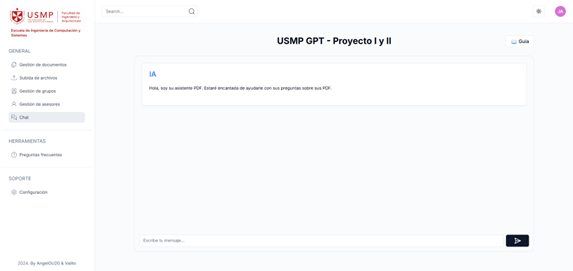 USMP
Facultad de
Ingeniería y
Arquitectura
Escuela de Ingeniería de Computación y
Sistemas
GENERAL
Gestión de documentos
Subida de archivos
Gestión de grupos
Gestión de asesores
Chat
HERRAMIENTAS
Preguntas frecuentes
SOPORTE
Configuración
2024. By AngelOU20 & Vallito
Search...
JA
USMP GPT - Proyecto I y II
Guía
IA
Hola, soy su asistente PDF. Estaré encantada de ayudarle con sus preguntas sobre sus PDF.
Escribe tu mensaje...